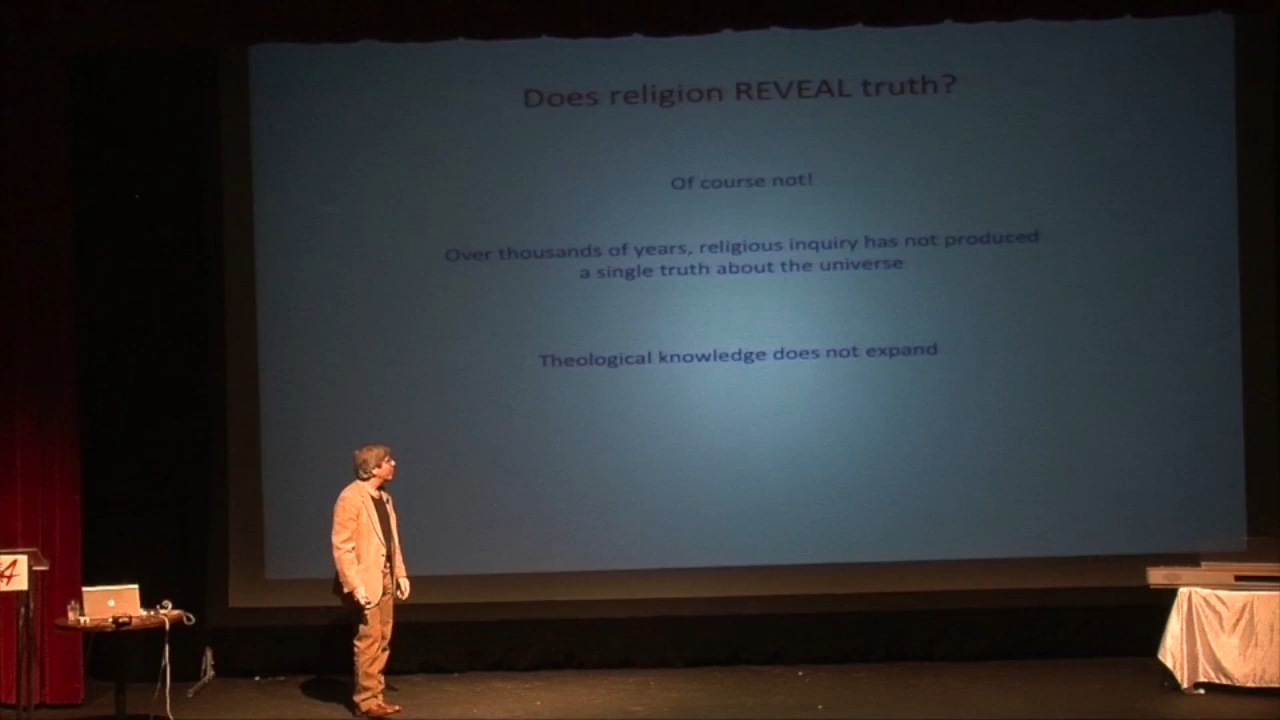 Does religion REVEAL truth?
Of course not!
Over thousands of years, religious inquiry has not produced
a single truth about the universe
Theological knowledge does not expand
A